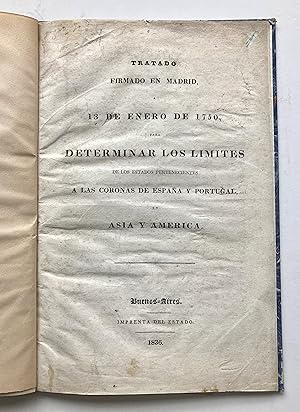 TRATADO
FIRMADO EN MADRID,
A
13 DE ENERO DE 1750,
PARA
DETERMINAR LOS LIMITES
DE LOS ESTADOS PERTENECIENTES
A LAS CORONAS DE ESPAÑA Y PORTUGAL,
EN
ASIA Y AMERICA.
Buenos-Aires.
IMPRENTA DEL ESTADO.
1836.